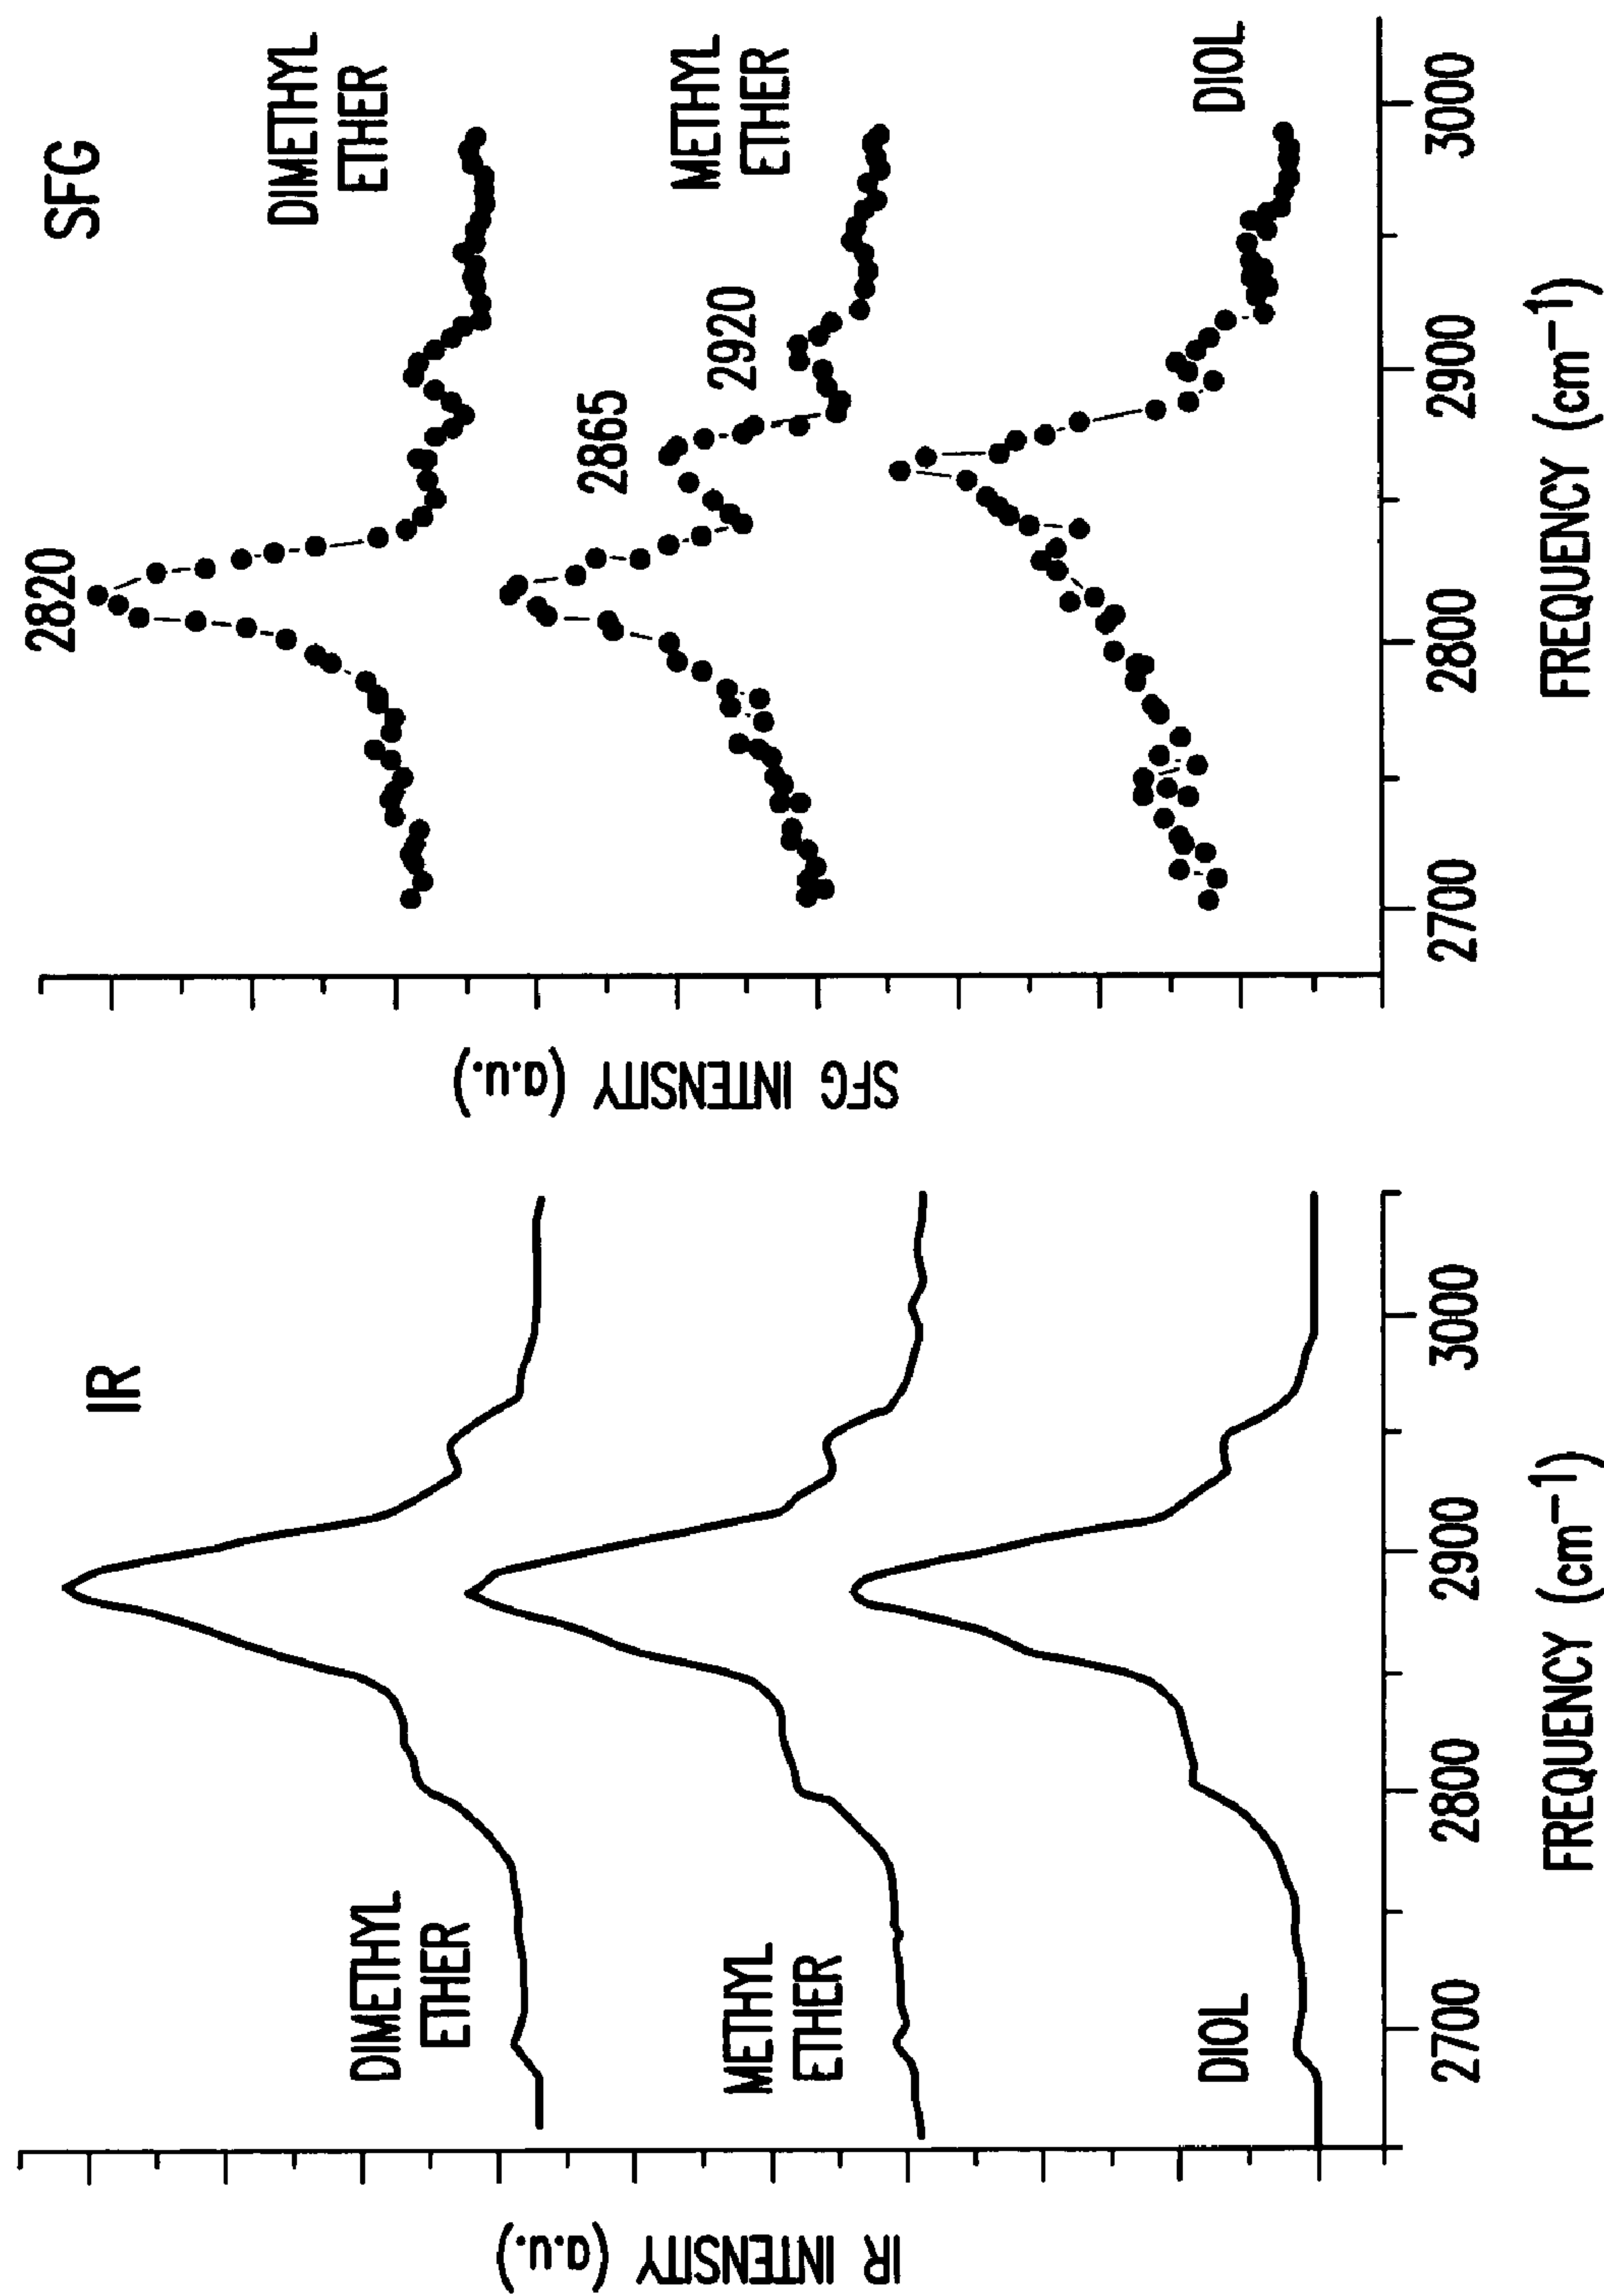 IR
DIMETHYL
ETHER
METHYL
ETHER
DIOL
2700
2800
2900
3000
FREQUENCY (cm⁻¹)
IR INTENSITY (a.u.)
SFG
2820
DIMETHYL
ETHER
2865
2920
METHYL
ETHER
DIOL
2700
2800
2900
3000
FREQUENCY (cm⁻¹)
SFG INTENSITY (a.u.)